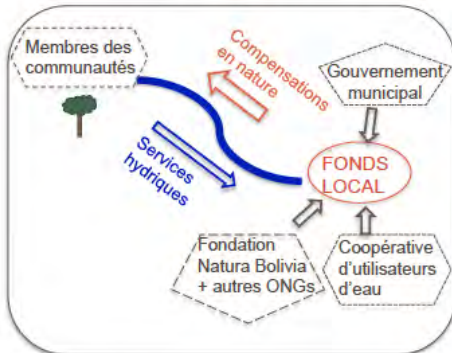 Membres des
communautés
Compensations
en nature
Gouvernement
municipal
Services
hydriques
FONDS
LOCAL
Fondation
Natura Bolivia
+ autres ONGs
Coopérative
d'utilisateurs
d'eau